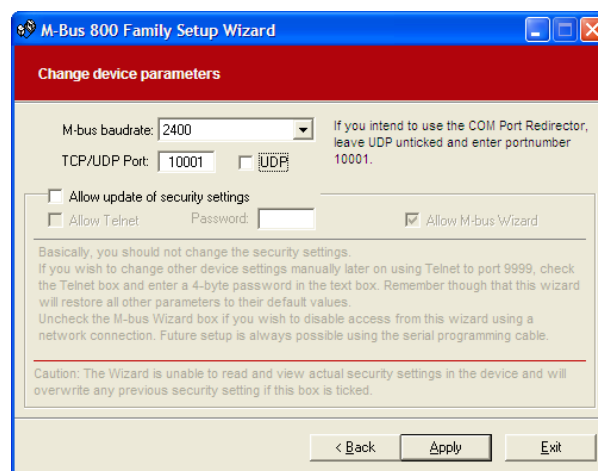 M-Bus 800 Family Setup Wizard
Change device parameters
M-bus baudrate: 2400
TCP/UDP Port: 10001 UDP
If you intend to use the COM Port Redirector,
leave UDP unticked and enter portnumber
10001.
Allow update of security settings
Allow Telnet Password: Allow M-bus Wizard
Basically, you should not change the security settings.
If you wish to change other device settings manually later on using Telnet to port 9999, check
the Telnet box and enter a 4-byte password in the text box. Remember though that this wizard
will restore all other parameters to their default values.
Uncheck the M-bus Wizard box if you wish to disable access from this wizard using a
network connection. Future setup is always possible using the serial programming cable.
Caution: The Wizard is unable to read and view actual security settings in the device and will
overwrite any previous security setting if this box is ticked.
< Back Apply Exit